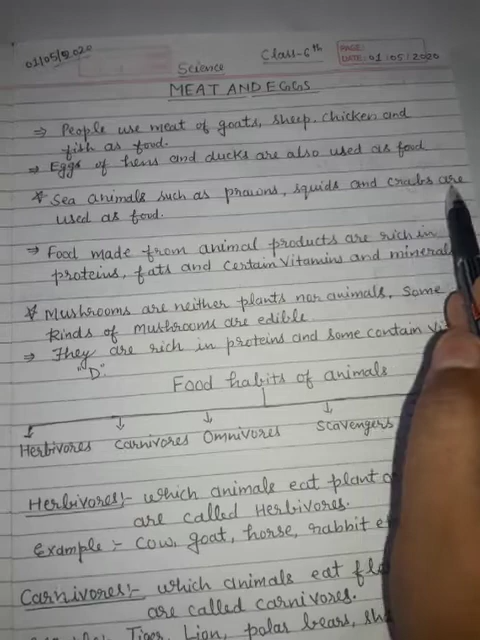 01/05/2020
Class-6th
PAGE:
DATE: 01/05/2020
Science
MEAT AND EGGS
⇒ People use meat of goats, sheep, chicken and
fish as food.
⇒ Eggs of hens and ducks are also used as food
* Sea animals such as prawns, squids and crabs are
used as food.
⇒ Food made from animal products are rich in
proteins, fats and certain vitamins and mineral
* Mushrooms are neither plants nor animals. Some
kinds of mushrooms are edible
⇒ They are rich in proteins and some contain
"D".
Food habits of animals
Herbivores Carnivores Omnivores Scavengers
Herbivores:- which animals eat plant
are called Herbivores.
Example :- Cow, goat, horse, rabbit
Carnivores:- which animals eat
are called carnivores.
Tiger, Lion, polar bears,